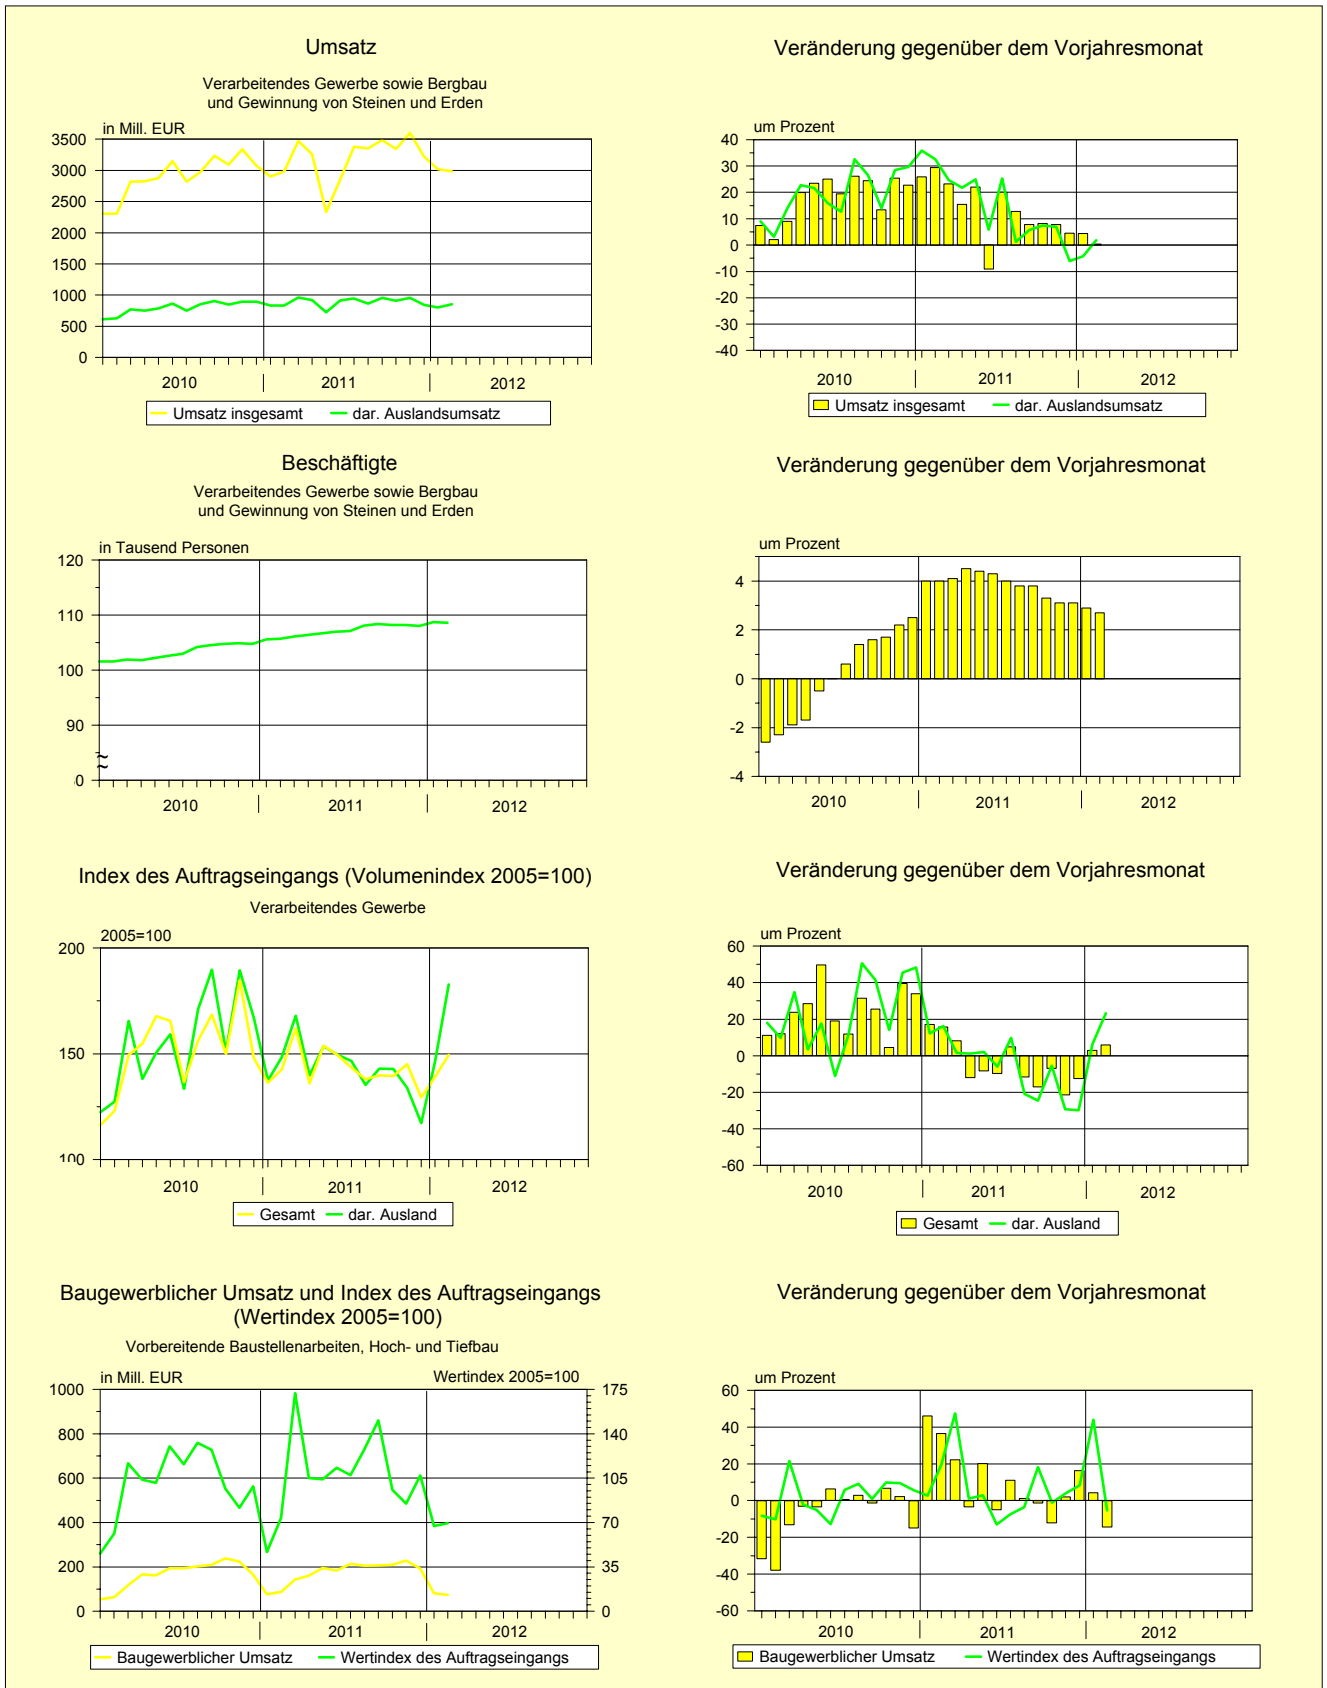 Umsatz
Verarbeitendes Gewerbe sowie Bergbau
und Gewinnung von Steinen und Erden
in Mill. EUR
3500
3000
2500
2000
1500
1000
500
0
2010
2011
2012
Umsatz insgesamt
dar. Auslandsumsatz
Veränderung gegenüber dem Vorjahresmonat
um Prozent
40
30
20
10
0
-10
-20
-30
-40
2010
2011
2012
Umsatz insgesamt
dar. Auslandsumsatz
Beschäftigte
Verarbeitendes Gewerbe sowie Bergbau
und Gewinnung von Steinen und Erden
in Tausend Personen
120
110
100
90
≈
0
2010
2011
2012
Veränderung gegenüber dem Vorjahresmonat
um Prozent
4
2
0
-2
-4
2010
2011
2012
Index des Auftragseingangs (Volumenindex 2005=100)
Verarbeitendes Gewerbe
2005=100
200
150
100
2010
2011
2012
Gesamt
dar. Ausland
Veränderung gegenüber dem Vorjahresmonat
um Prozent
60
40
20
0
-20
-40
-60
2010
2011
2012
Gesamt
dar. Ausland
Baugewerblicher Umsatz und Index des Auftragseingangs
(Wertindex 2005=100)
Vorbereitende Baustellenarbeiten, Hoch- und Tiefbau
in Mill. EUR
Wertindex 2005=100
1000
800
600
400
200
0
175
140
105
70
35
0
2010
2011
2012
Baugewerblicher Umsatz
Wertindex des Auftragseingangs
Veränderung gegenüber dem Vorjahresmonat
um Prozent
60
40
20
0
-20
-40
-60
2010
2011
2012
Baugewerblicher Umsatz
Wertindex des Auftragseingangs